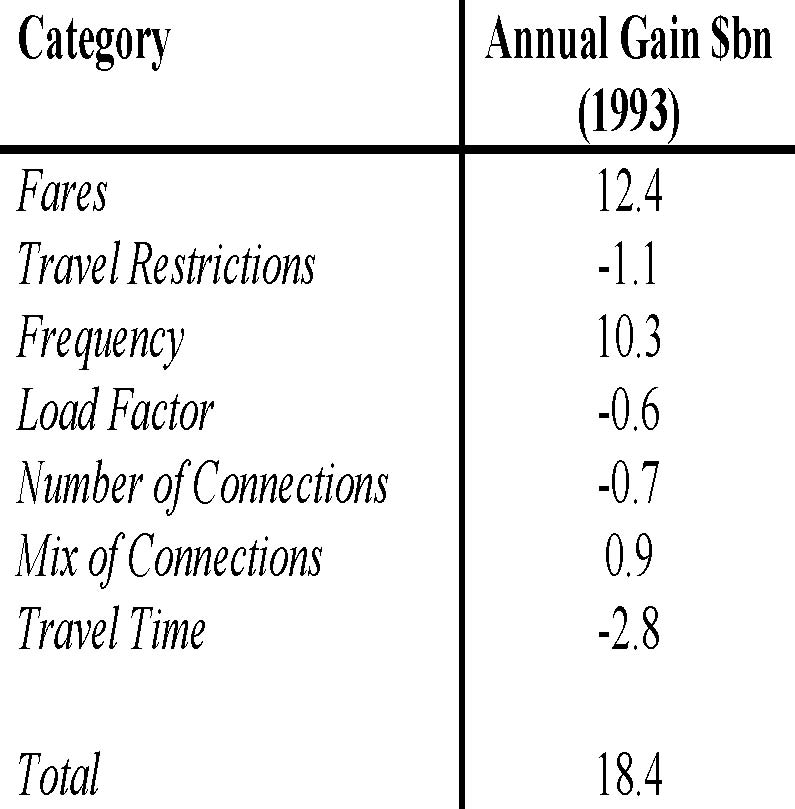 Category Annual Gain $bn
(1993)
Fares 12.4
Travel Restrictions -1.1
Frequency 10.3
Load Factor -0.6
Number of Connections -0.7
Mix of Connections 0.9
Travel Time -2.8
Total 18.4